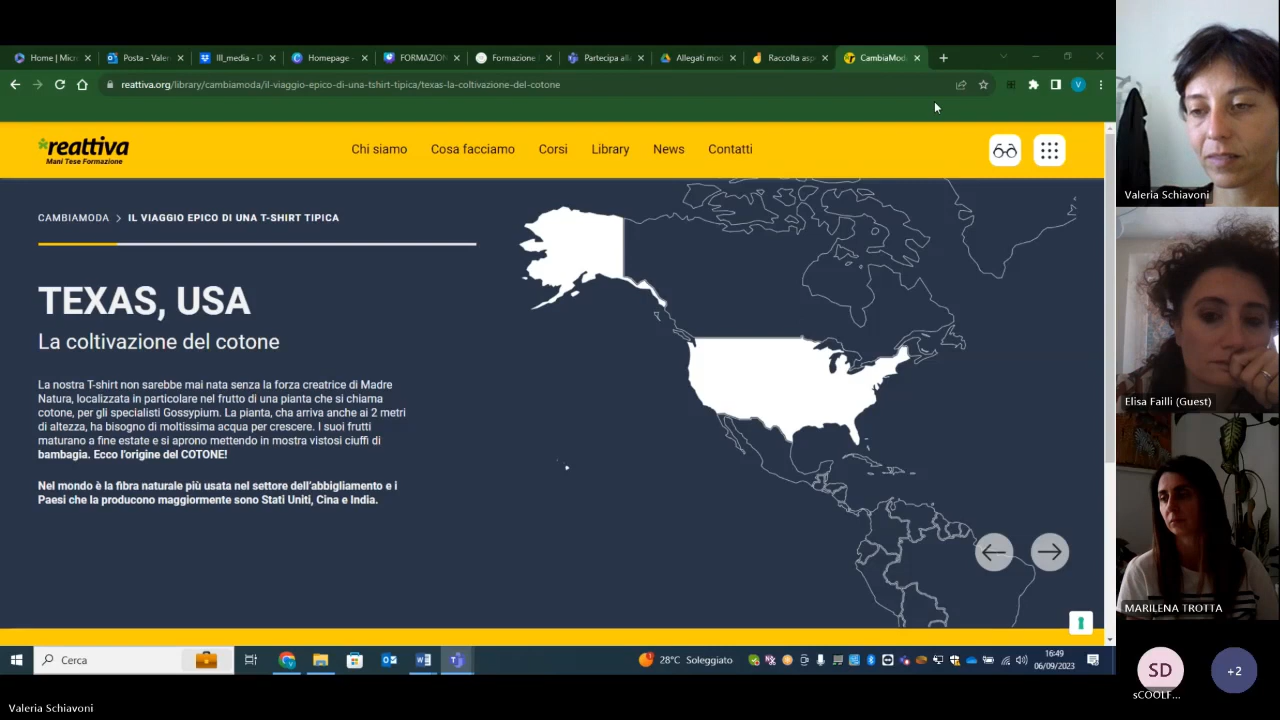 Home | Micr
Posta - Valer
III_media - D
Homepage -
FORMAZION
Formazione
Partecipa all
Allegati mod
Raccolta asp
CambiaMod
reattiva.org/library/cambiamoda/il-viaggio-epico-di-una-tshirt-tipica/texas-la-coltivazione-del-cotone
V
reattiva
Mani Tese Formazione
Chi siamo
Cosa facciamo
Corsi
Library
News
Contatti
CAMBIAMODA > IL VIAGGIO EPICO DI UNA T-SHIRT TIPICA
TEXAS, USA
La coltivazione del cotone
La nostra T-shirt non sarebbe mai nata senza la forza creatrice di Madre
Natura, localizzata in particolare nel frutto di una pianta che si chiama
cotone, per gli specialisti Gossypium. La pianta, cha arriva anche ai 2 metri
di altezza, ha bisogno di moltissima acqua per crescere. I suoi frutti
maturano a fine estate e si aprono mettendo in mostra vistosi ciuffi di
bambagia. Ecco l'origine del COTONE!
Nel mondo è la fibra naturale più usata nel settore dell'abbigliamento e i
Paesi che la producono maggiormente sono Stati Uniti, Cina e India.
Cerca
28°C Soleggiato
16:49
06/09/2023
Valeria Schiavoni
Valeria Schiavoni
Elisa Failli (Guest)
MARILENA TROTTA
SD
sCOOLF...
+2